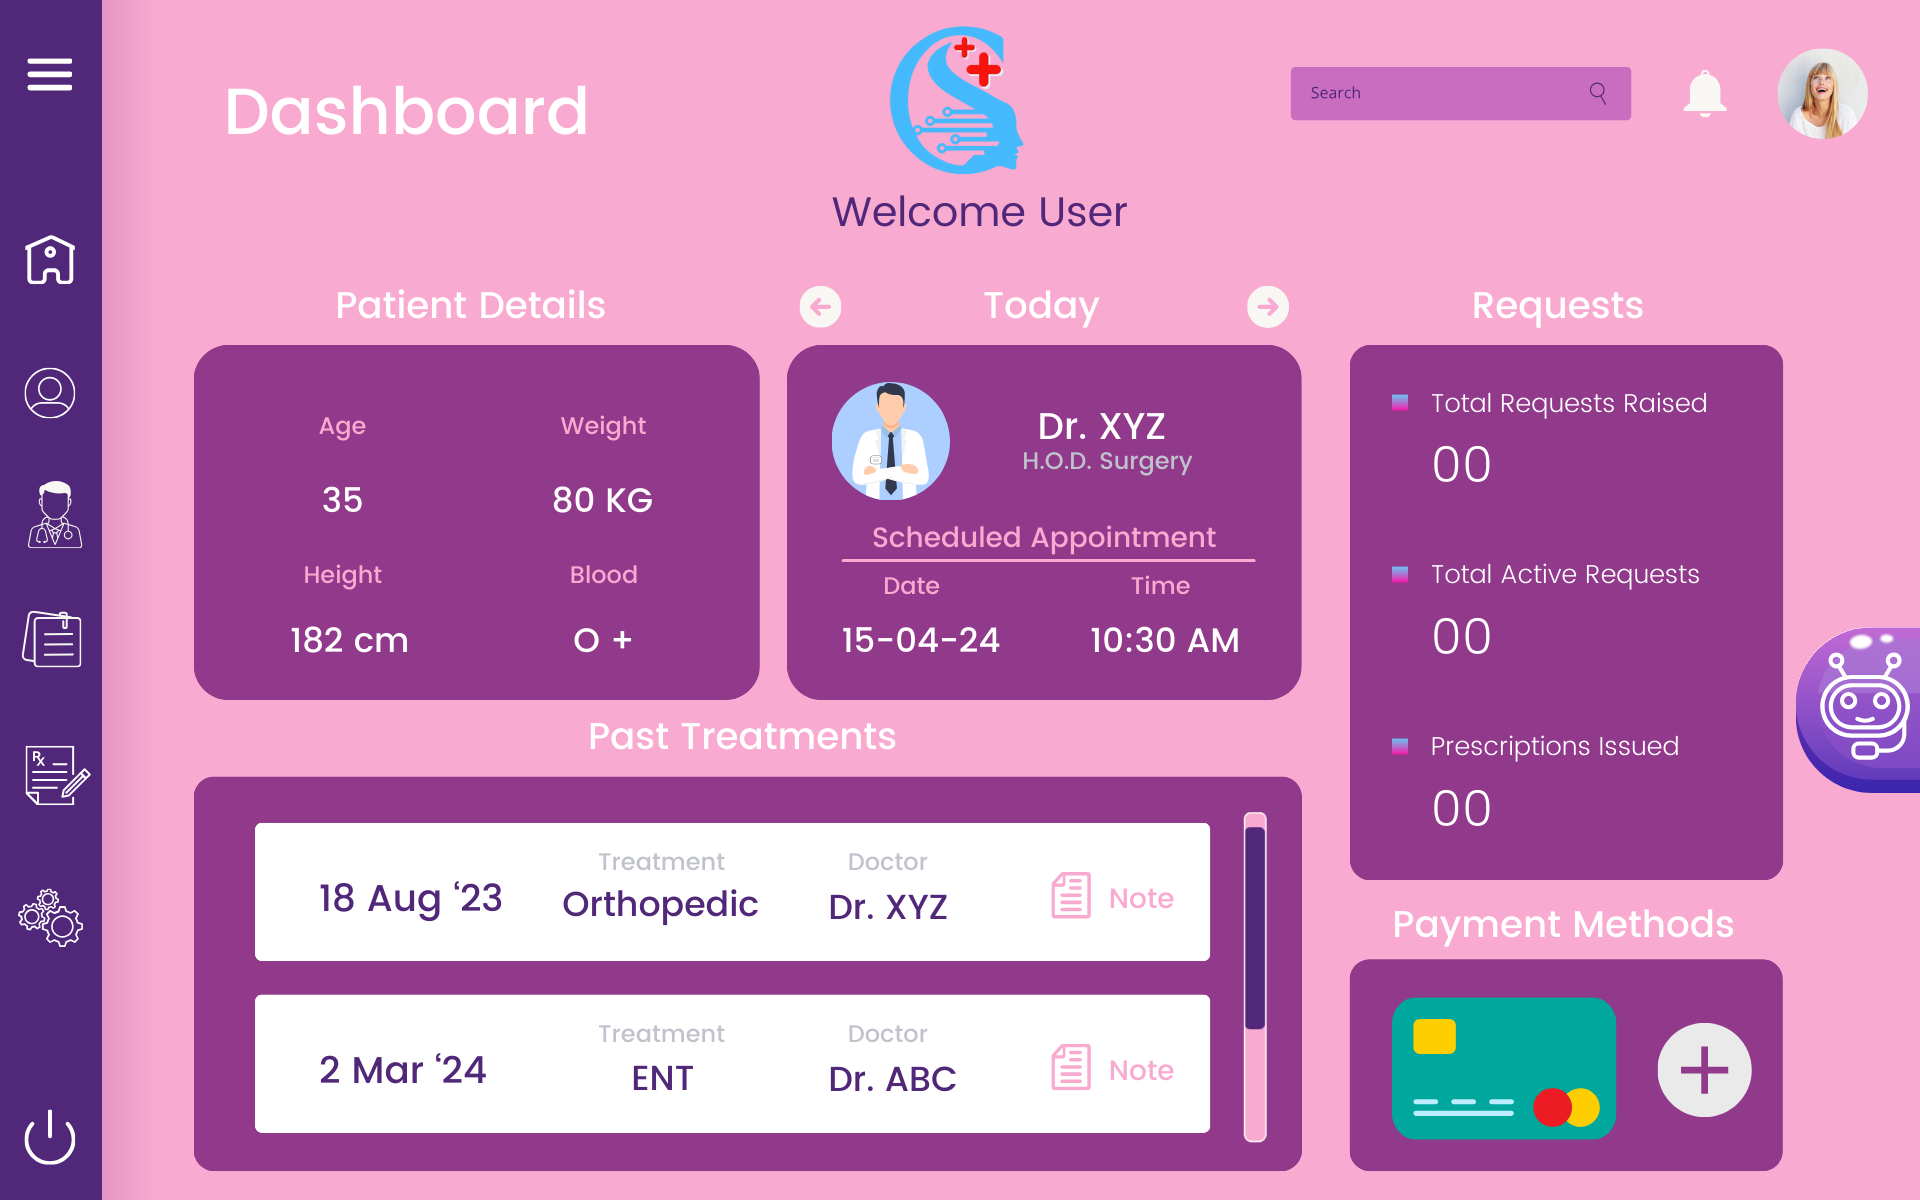 Dashboard
Search
Welcome User
Patient Details
Age
Weight
35
80 KG
Height
Blood
182 cm
O +
Today
Dr. XYZ
H.O.D. Surgery
Scheduled Appointment
Date
Time
15-04-24
10:30 AM
Requests
Total Requests Raised
00
Total Active Requests
00
Prescriptions Issued
00
Past Treatments
18 Aug ‘23
Treatment
Orthopedic
Doctor
Dr. XYZ
Note
2 Mar ‘24
Treatment
ENT
Doctor
Dr. ABC
Note
Payment Methods
Rx